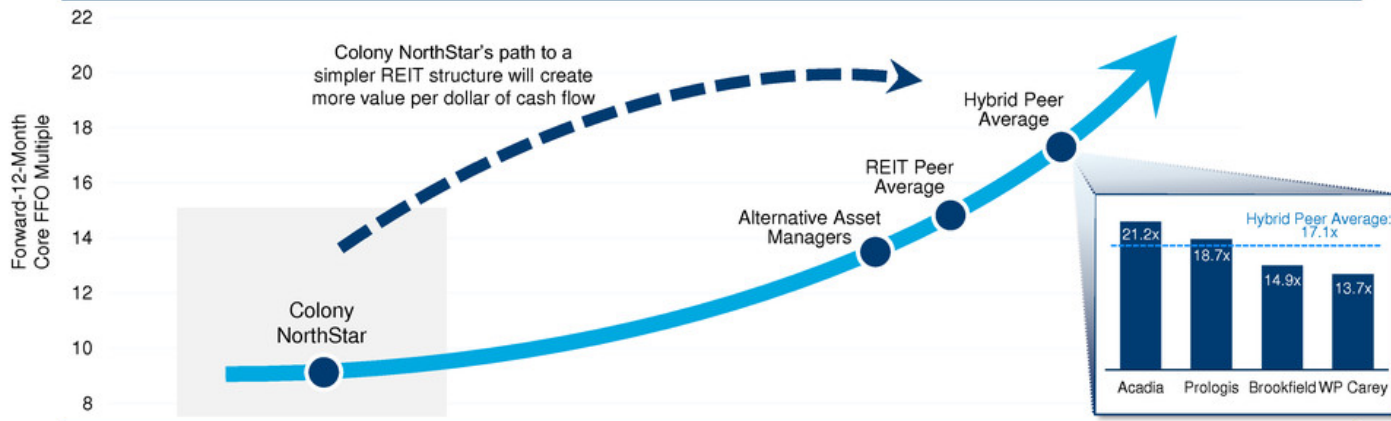 22
20
18
16
14
12
10
8
Forward-12-Month
Core FFO Multiple
Colony NorthStar's path to a
simpler REIT structure will create
more value per dollar of cash flow
Colony
NorthStar
Alternative Asset
Managers
REIT Peer
Average
Hybrid Peer
Average
Hybrid Peer Average:
17.1x
21.2x
18.7x
14.9x
13.7x
Acadia Prologis Brookfield WP Carey